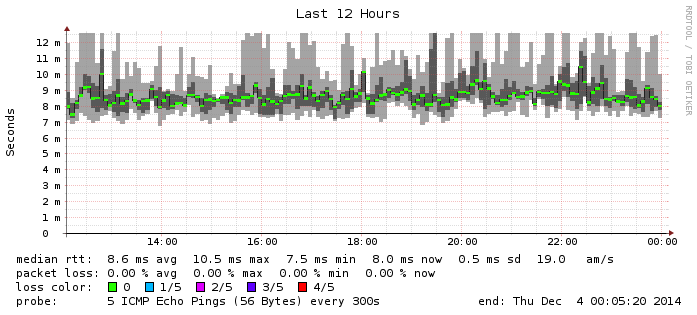 Last 12 Hours
RRDTOOL / TOBI OETIKER
Seconds
12 m
11 m
10 m
9 m
8 m
7 m
6 m
5 m
4 m
3 m
2 m
1 m
0
14:00 16:00 18:00 20:00 22:00 00:00
median rtt: 8.6 ms avg 10.5 ms max 7.5 ms min 8.0 ms now 0.5 ms sd 19.0 am/s
packet loss: 0.00 % avg 0.00 % max 0.00 % min 0.00 % now
loss color: 0 1/5 2/5 3/5 4/5
probe: 5 ICMP Echo Pings (56 Bytes) every 300s end: Thu Dec 4 00:05:20 2014